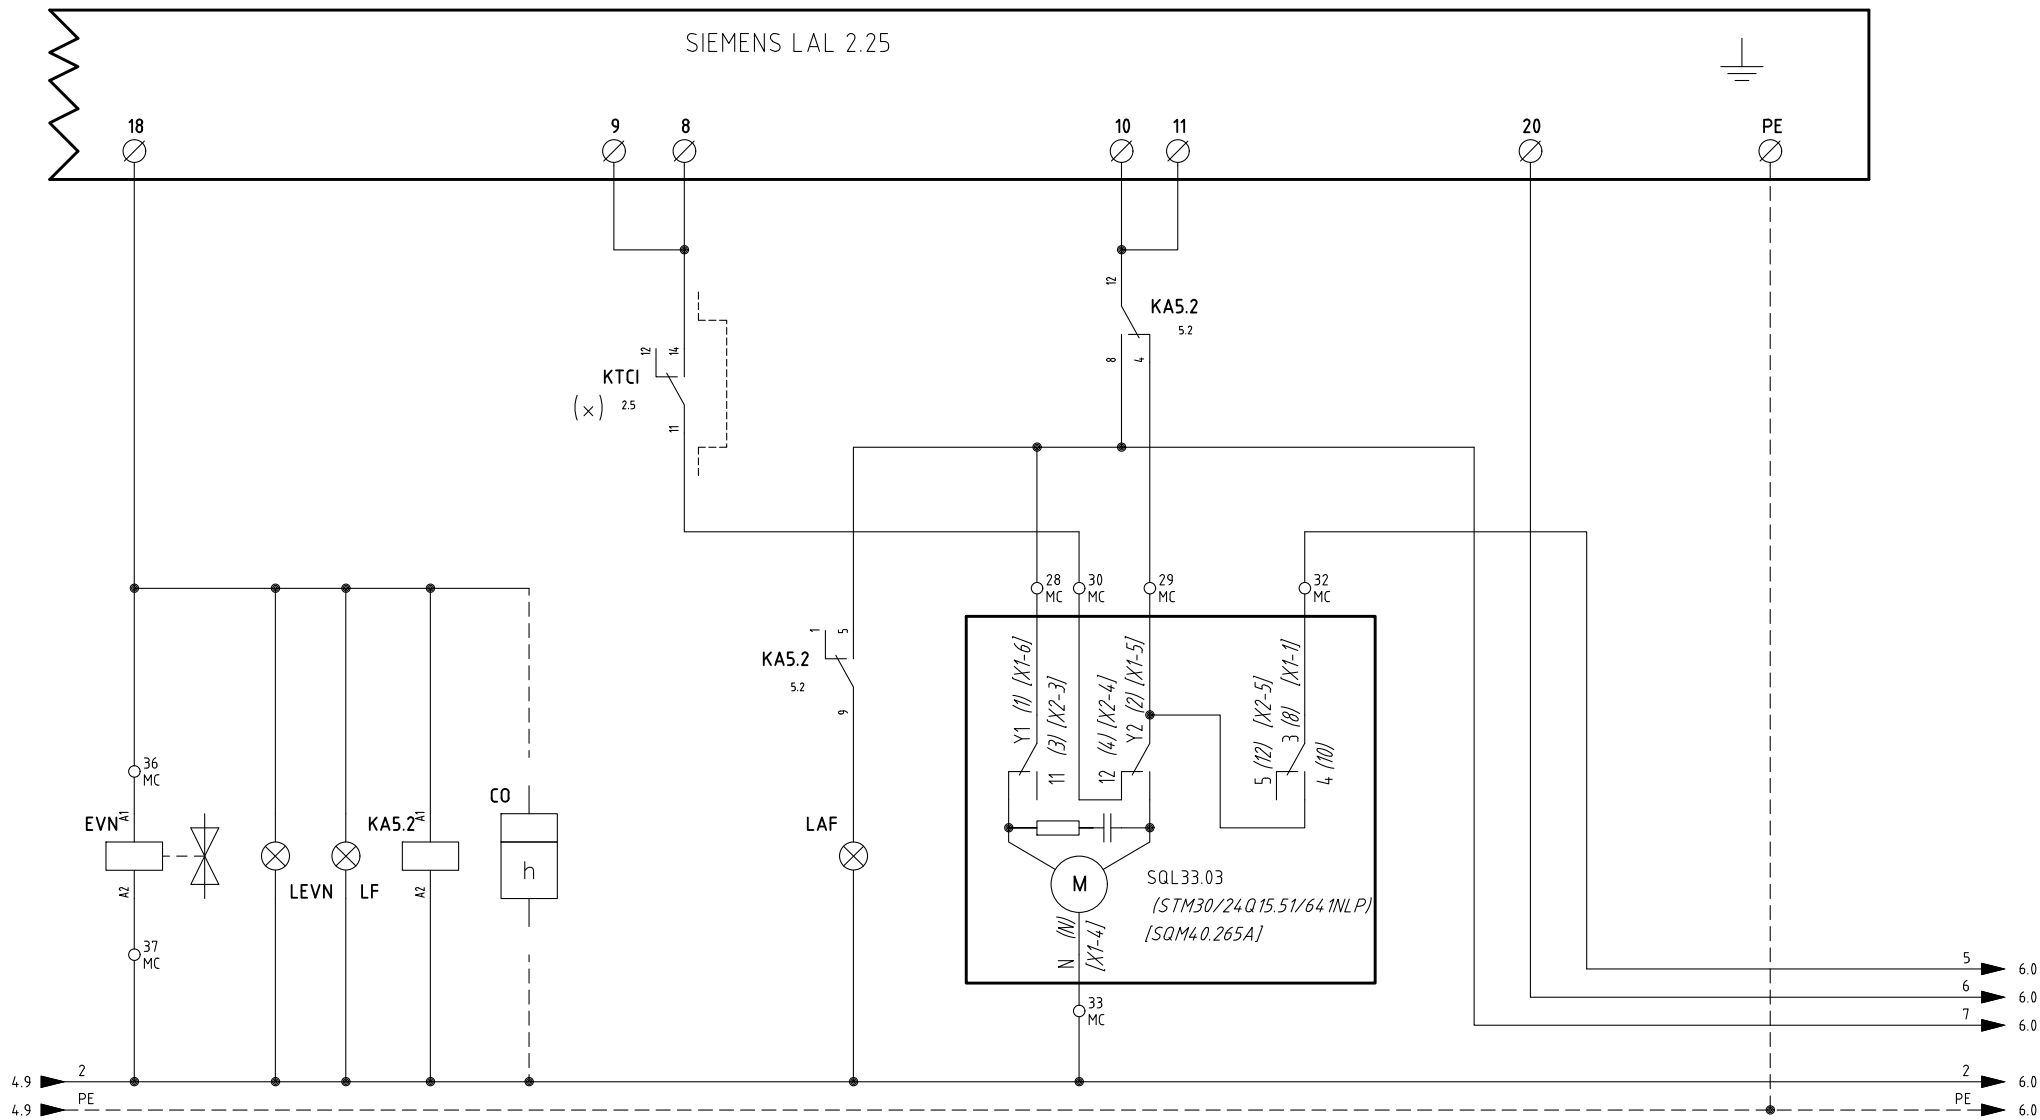 SIEMENS LAL 2.25
18
9
8
10
11
20
PE
12
KA5.2
5.2
8
4
12
14
KTCI
(x)
2.5
11
28
MC
30
MC
29
MC
32
MC
1
5
KA5.2
5.2
9
Y1 (1) [X1-6]
11 (3) [X2-3]
12 (4) [X2-4]
Y2 (2) [X1-5]
5 (12) [X2-5]
3 (8) [X1-1]
4 (10)
36
MC
EVN
A1
A2
37
MC
LEVN
LF
KA5.2
A1
A2
CO
h
LAF
M
SQL33.03
(STM30/24Q15.51/641NLP)
[SQM40.265A]
N (N)
[X1-4]
33
MC
5
6.0
6
6.0
7
6.0
4.9
2
2
6.0
4.9
PE
PE
6.0